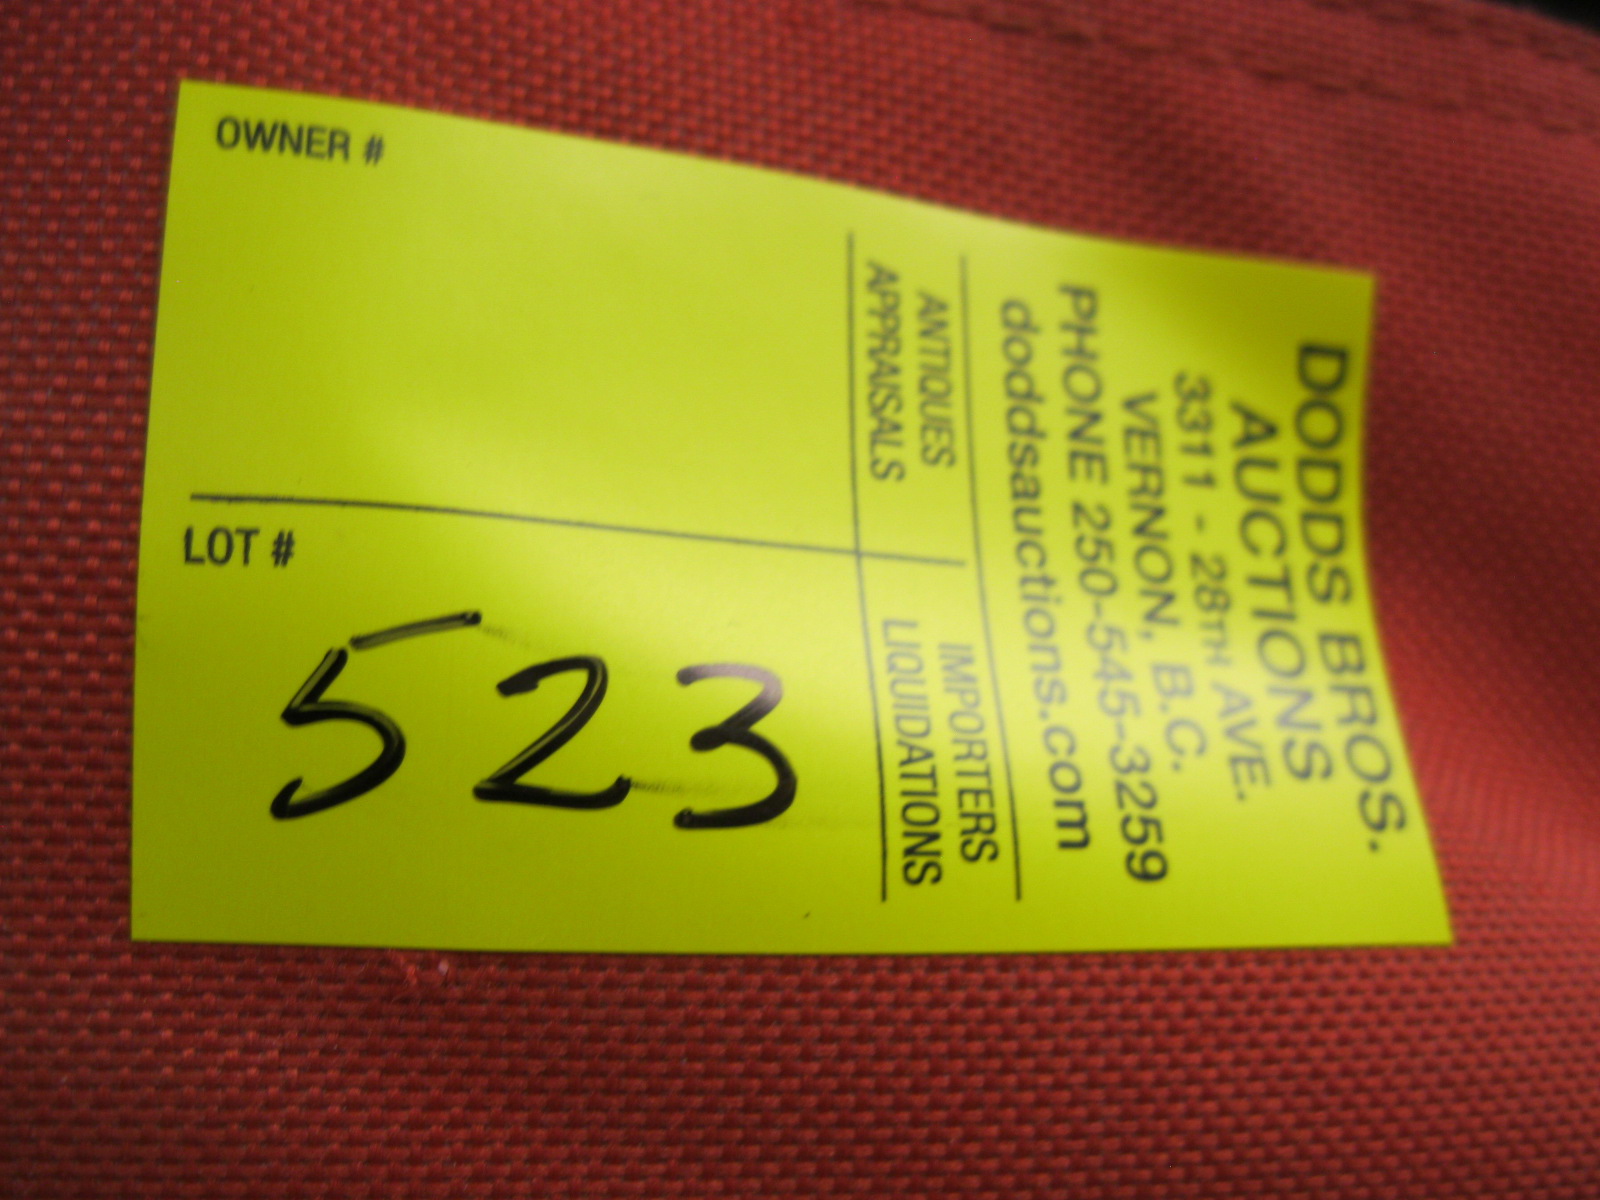 OWNER #
LOT #
523
DODDS BROS.
AUCTIONS
3311 - 28TH AVE.
VERNON, B.C.
PHONE 250-545-3259
doddsauctions.com
ANTIQUES
APPRAISALS
IMPORTERS
LIQUIDATIONS